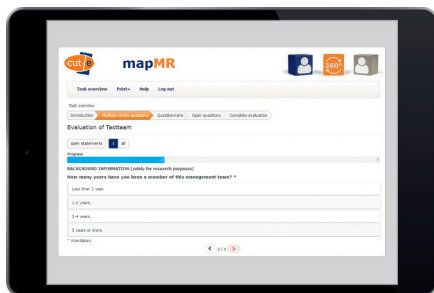 cut e
mapMR
360°
Task overview Print Help Log out
Task overview
Introduction Multiple choice questions Questionnaire Open questions Complete evaluation
Evaluation of Testteam
open statements 1 all
Progress
BACKGROUND INFORMATION (solely for research purposes)
How many years have you been a member of this management team? *
Less than 1 year.
1-2 years.
3-4 years.
5 years or more.
* mandatory